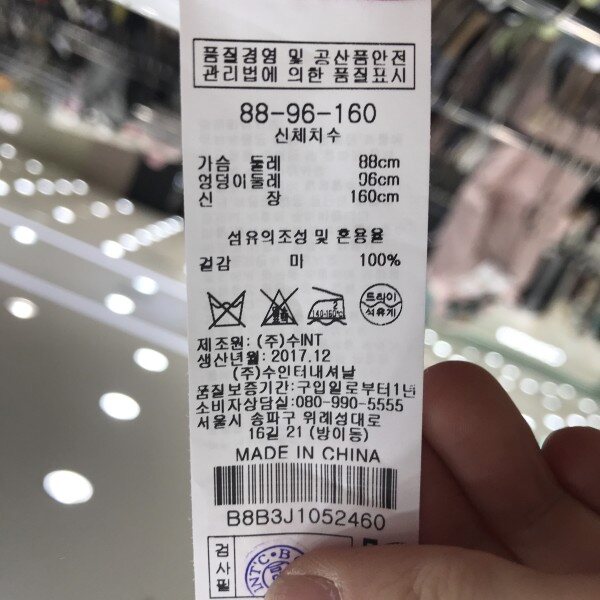 품질경영 및 공산품안전
관리법에 의한 품질표시
88-96-160
신체치수
가슴 둘레 88cm
엉덩이둘레 96cm
신 장 160cm
섬유의조성 및 혼용율
겉감 마 100%
140-160℃
드라이
석유계
제조원: (주)수INT
생산년월: 2017.12
(주)수인터내셔날
품질보증기간:구입일로부터1년
소비자상담실:080-990-5555
서울시 송파구 위례성대로
16길 21 (방이동)
MADE IN CHINA
B8B3J1052460
검사필